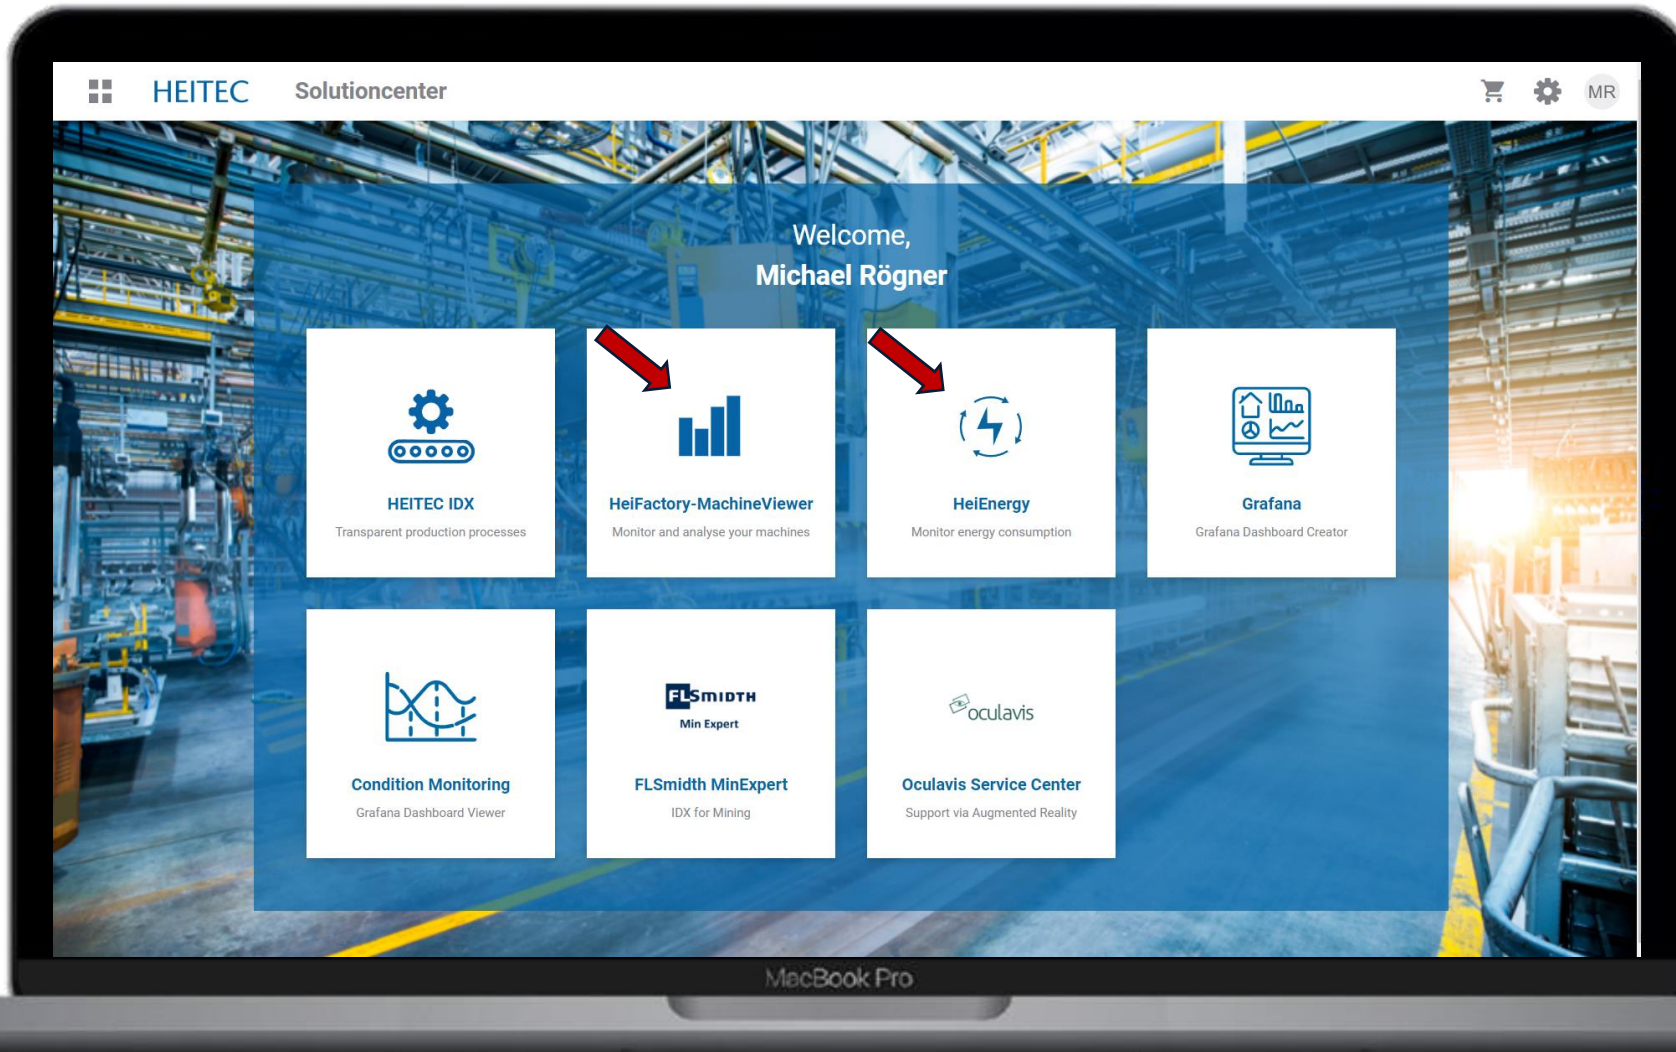 HEITEC Solutioncenter MR
Welcome,
Michael Rögner
HEITEC IDX
Transparent production processes
HeiFactory-MachineViewer
Monitor and analyse your machines
HeiEnergy
Monitor energy consumption
Grafana
Grafana Dashboard Creator
Condition Monitoring
Grafana Dashboard Viewer
FLSMIDTH
Min Expert
FLSmidth MinExpert
IDX for Mining
oculavis
Oculavis Service Center
Support via Augmented Reality
MacBook Pro